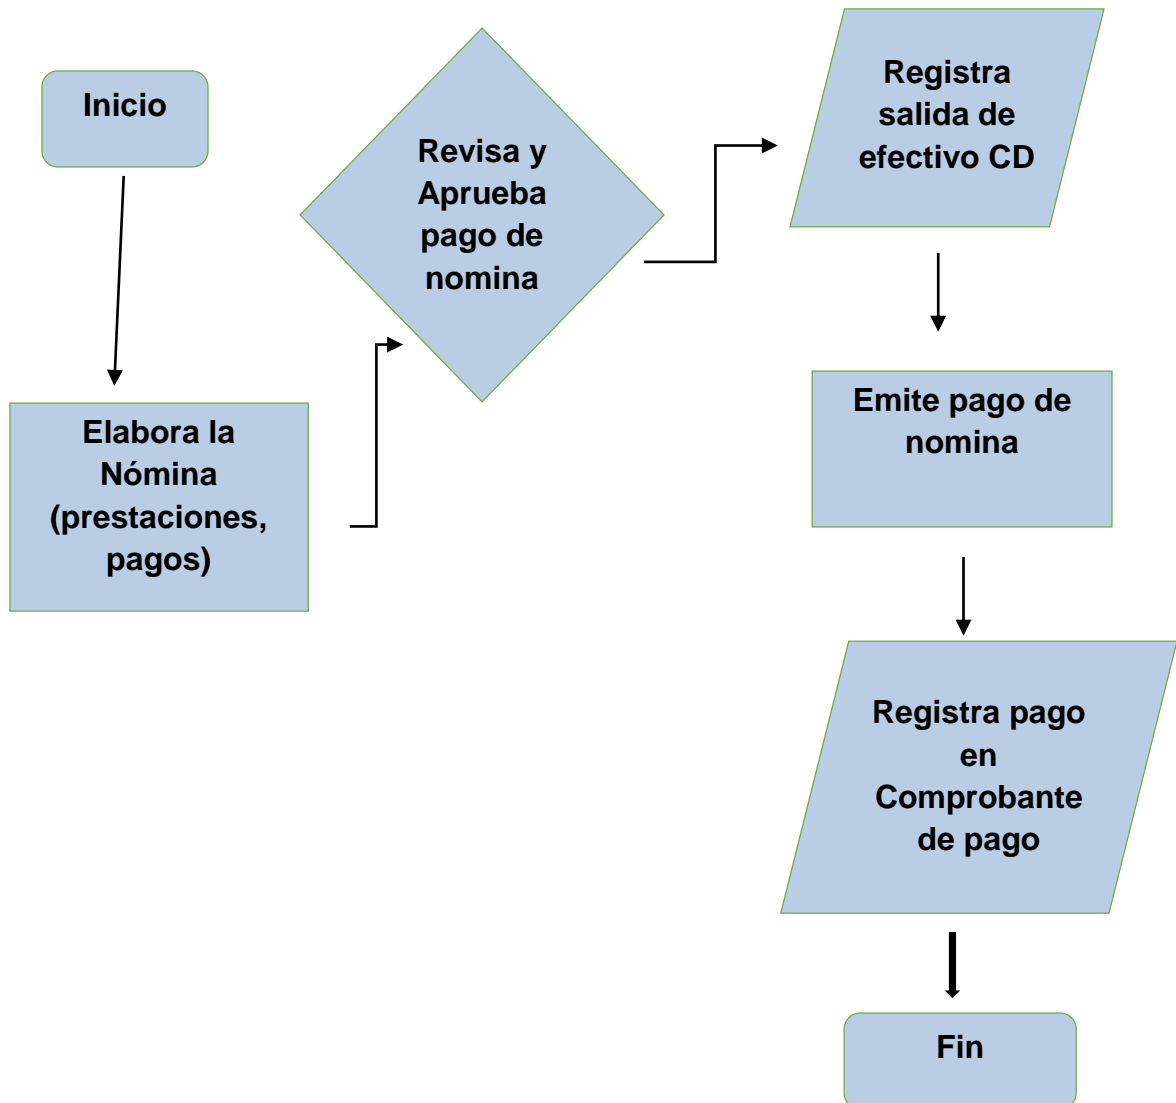 Inicio
Elabora la
Nómina
(prestaciones,
pagos)
Revisa y
Aprueba
pago de
nomina
Registra
salida de
efectivo CD
Emite pago de
nomina
Registra pago
en
Comprobante
de pago
Fin